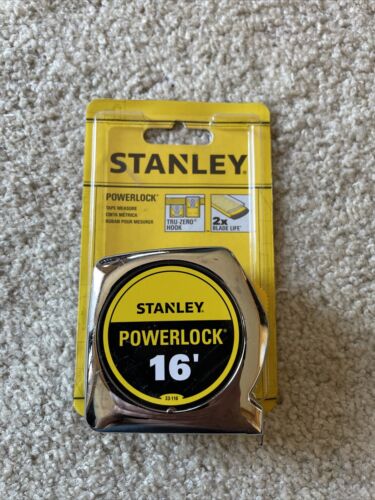 STANLEY
POWERLOCK®
TAPE MEASURE
CINTA MÉTRICA
RUBAN POUR MESURER
TRU-ZERO®
HOOK
2x
BLADE LIFE
STANLEY
POWERLOCK®
16'
33-116